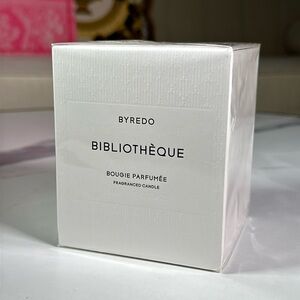 BYREDO
BIBLIOTHÈQUE
BOUGIE PARFUMÉE
FRAGRANCED CANDLE